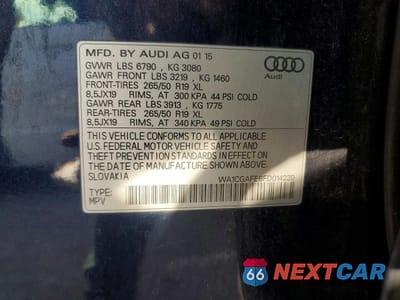 MFD. BY AUDI AG 01 15
GVWR LBS 6790 , KG 3080
GAWR FRONT LBS 3219 , KG 1460
FRONT-TIRES 265/50 R19 XL
8,5JX19 RIMS, AT 300 KPA 44 PSI COLD
GAWR REAR LBS 3913 , KG 1775
REAR-TIRES 265/50 R19 XL
8,5JX19 RIMS, AT 340 KPA 49 PSI COLD
THIS VEHICLE CONFORMS TO ALL APPLICABLE
U.S. FEDERAL MOTOR VEHICLE SAFETY
STANDARDS IN EFFECT ON THE
DATE OF MANUFACTURE SHOWN ABOVE
SLOVAKIA
TYPE:
MPV
Audi
66 NEXTCAR